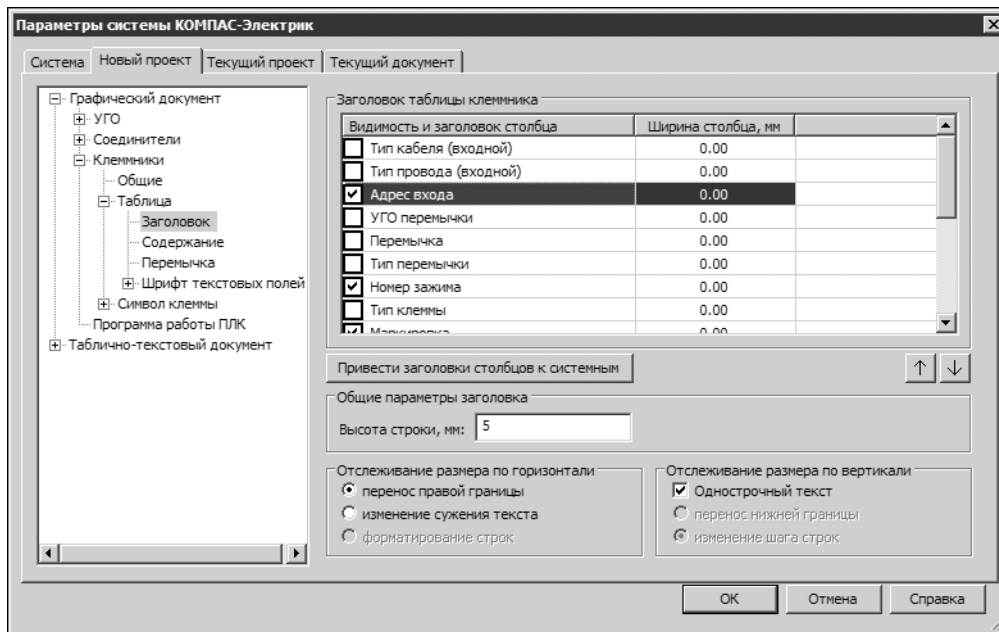 Параметры системы КОМПАС-Электрик
Система Новый проект Текущий проект Текущий документ
Графический документ
УГО
Соединители
Клеммники
Общие
Таблица
Заголовок
Содержание
Перемычка
Шрифт текстовых полей
Символ клеммы
Программа работы ПЛК
Таблично-текстовый документ
Заголовок таблицы клеммника
Видимость и заголовок столбца Ширина столбца, мм
Тип кабеля (входной) 0.00
Тип провода (входной) 0.00
Адрес входа 0.00
УГО перемычки 0.00
Перемычка 0.00
Тип перемычки 0.00
Номер зажима 0.00
Тип клеммы 0.00
Маркировка 0.00
Привести заголовки столбцов к системным
Общие параметры заголовка
Высота строки, мм: 5
Отслеживание размера по горизонтали
перенос правой границы
изменение сужения текста
форматирование строк
Отслеживание размера по вертикали
Однострочный текст
перенос нижней границы
изменение шага строк
ОК Отмена Справка